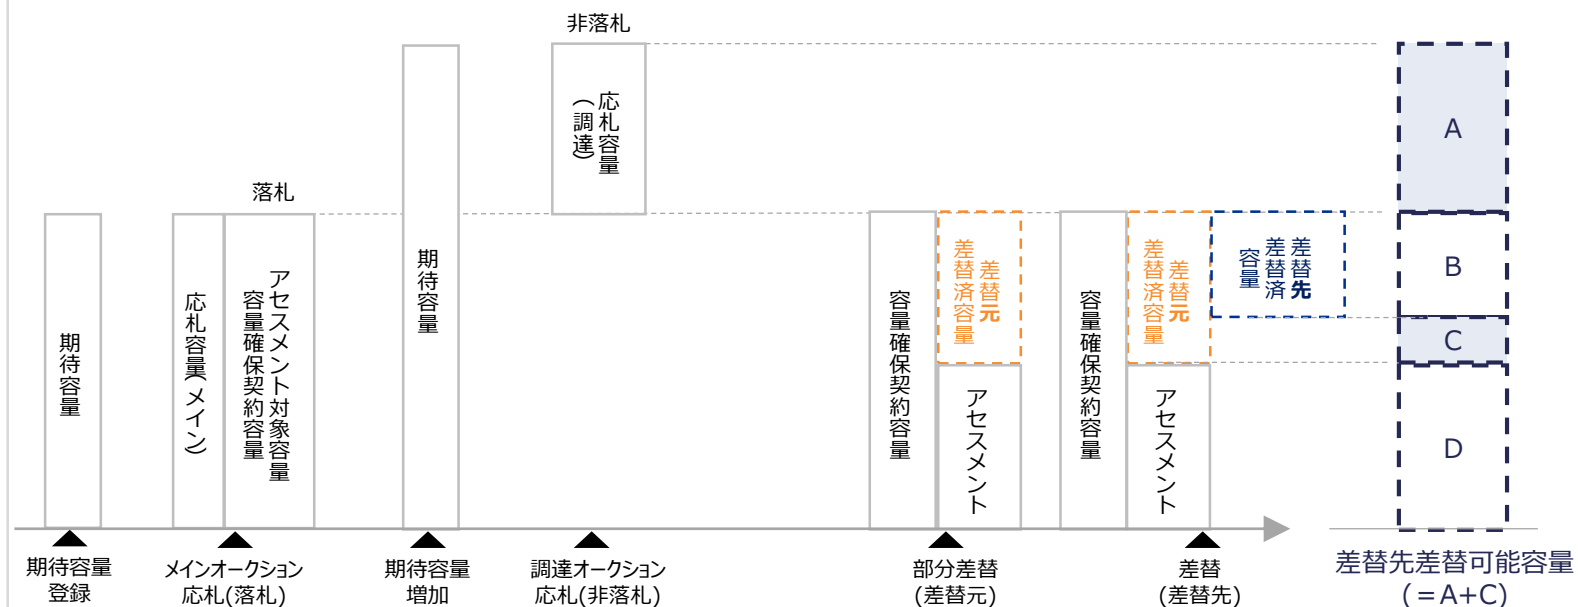 非落札
落札
期待容量
応札容量(メイン)
アセスメント対象容量
容量確保契約容量
期待容量
応札容量
(調達)
容量確保契約容量
差替元
差替済容量
アセスメント
容量確保契約容量
差替元
差替済容量
アセスメント
差替先
差替済
容量
A
B
C
D
期待容量
登録
メインオークション
応札(落札)
期待容量
増加
調達オークション
応札(非落札)
部分差替
(差替元)
差替
(差替先)
差替先差替可能容量
(＝A+C)